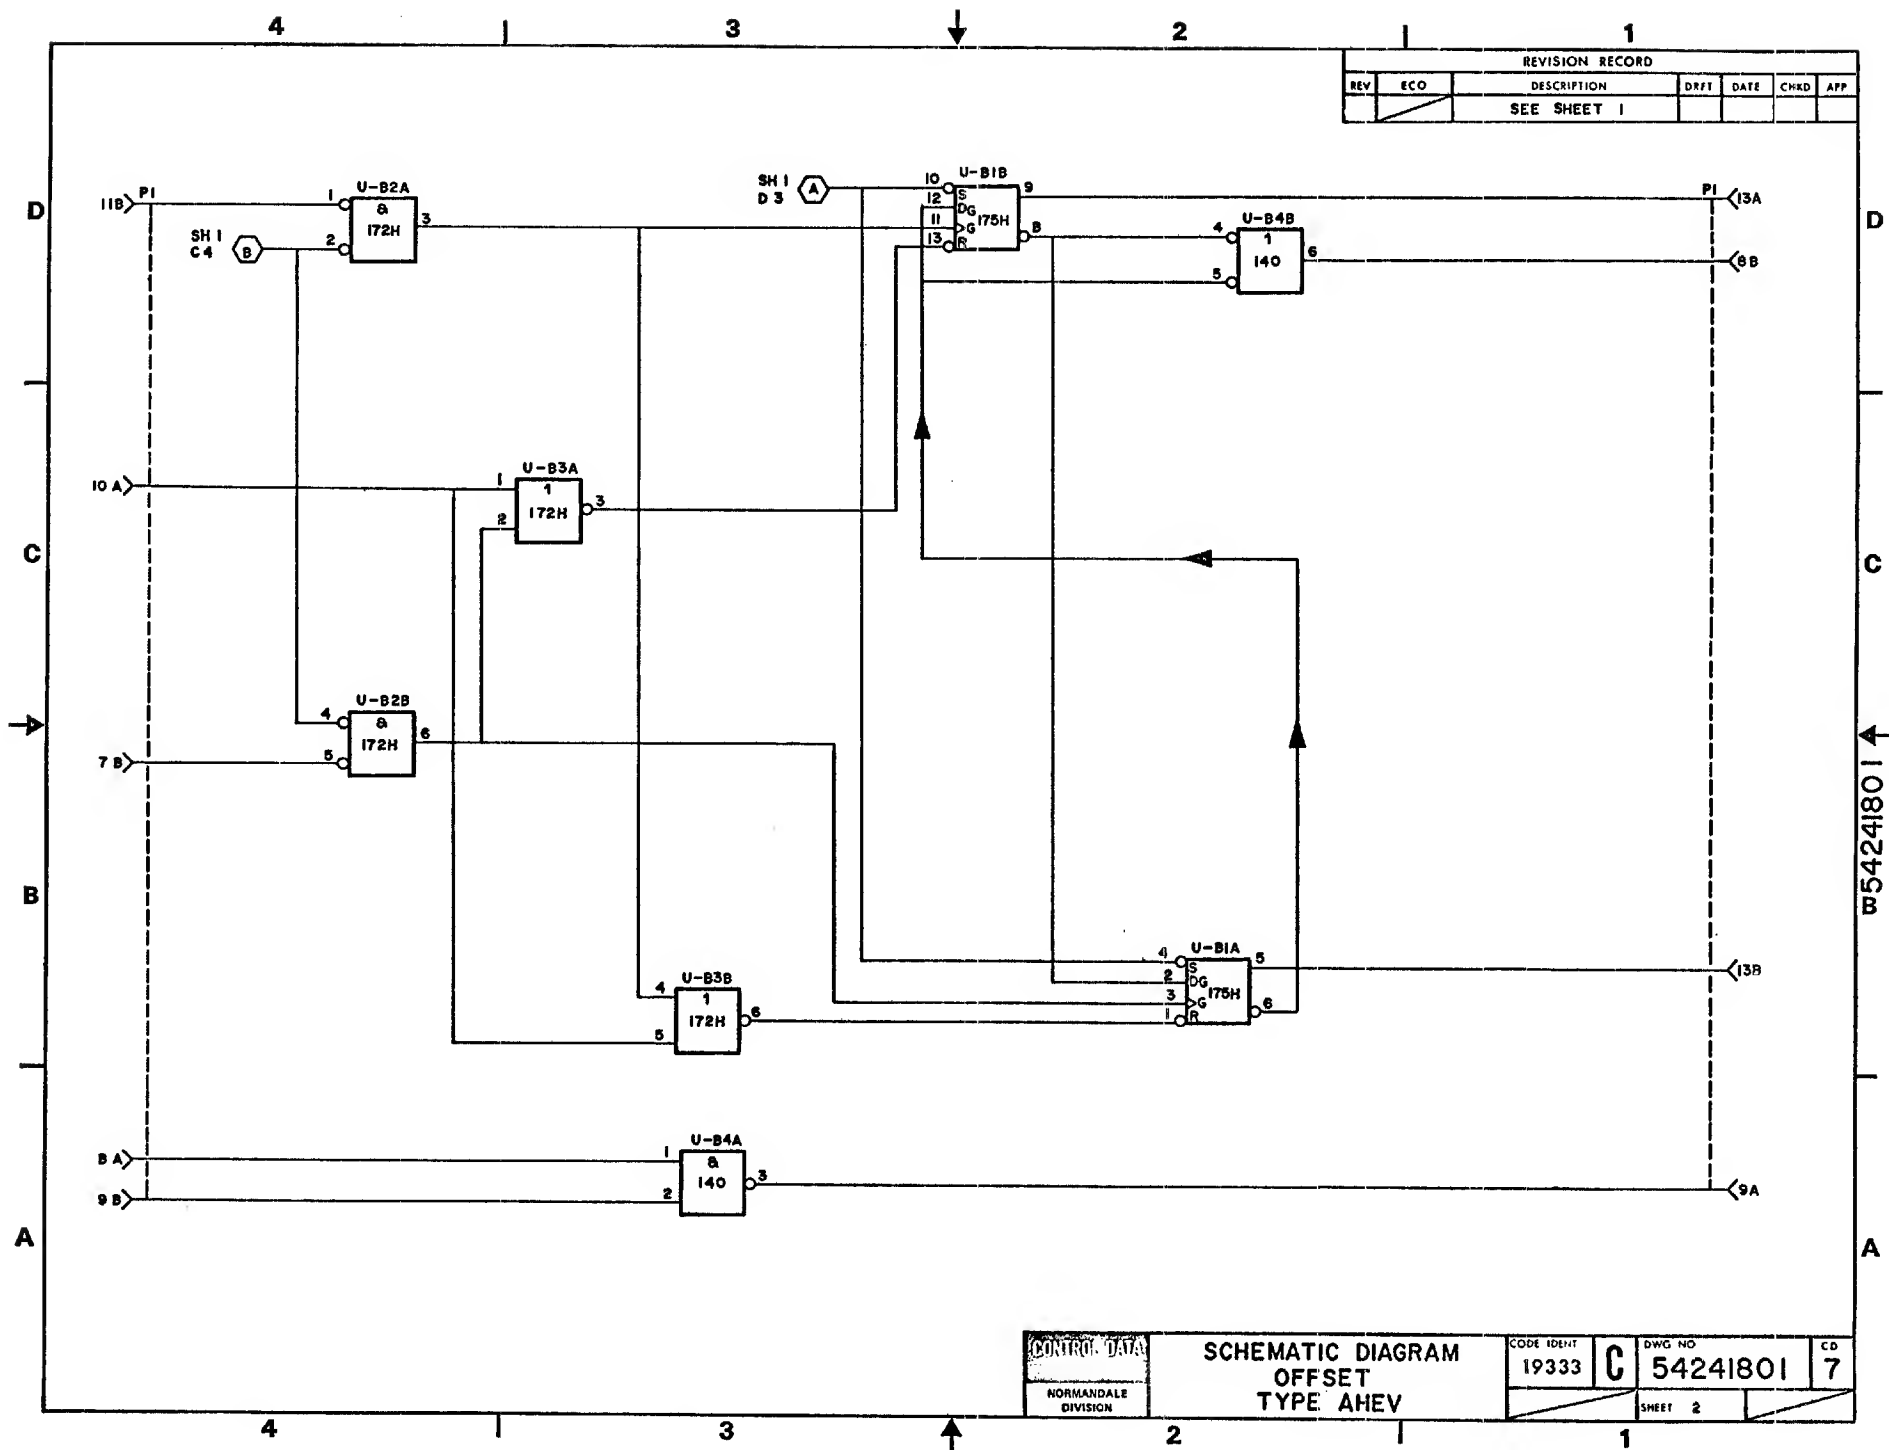 4 3 2 1
REVISION RECORD
REV ECO DESCRIPTION DRFT DATE CHKD APP
SEE SHEET 1
D D
11B P1
1 U-B2A
& 172H 3
SH 1
C4 B 2
SH 1
D 3 A
10 U-B1B 9
12 S
DG 175H
11 G
13 R
8
P1 13A
U-B4B
4 1
140 6
5
8B
10 A
U-B3A
1 1
172H 3
2
C C
U-B2B
4 &
172H 6
5
7 B
54241801
B B
U-B1A
4 S 5
2 DG 175H
3 G
1 R 6
13B
U-B3B
4 1
172H 6
5
8 A
U-B4A
1 &
140 3
2
9 B
9A
A A
CONTROL DATA
NORMANDALE
DIVISION
SCHEMATIC DIAGRAM
OFFSET
TYPE AHEV
CODE IDENT
19333
C
DWG NO
54241801
CD
7
SHEET 2
4 3 2 1